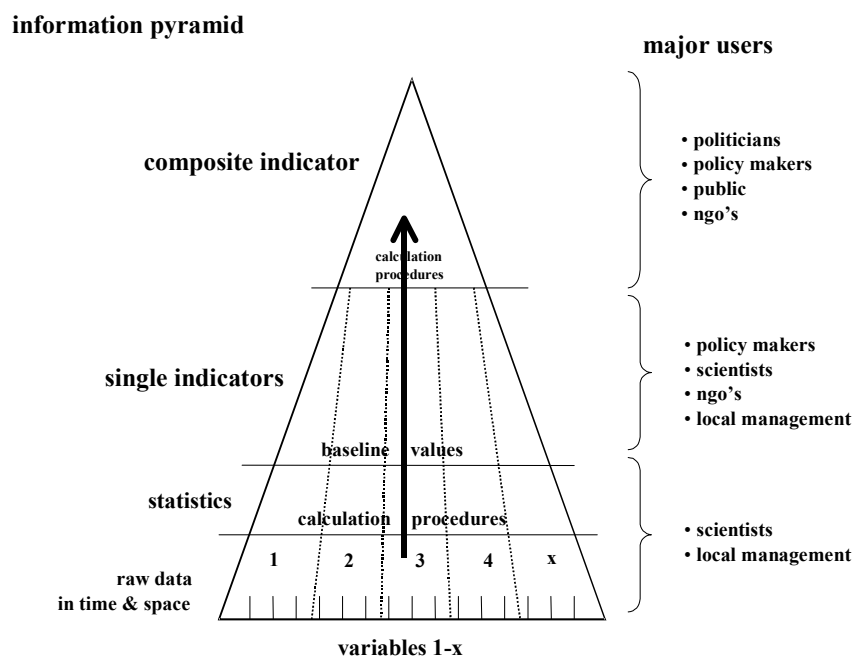 information pyramid
major users
composite indicator
• politicians
• policy makers
• public
• ngo's
calculation
procedures
single indicators
• policy makers
• scientists
• ngo's
• local management
baseline values
statistics
calculation procedures
• scientists
• local management
1 2 3 4 x
raw data
in time & space
variables 1-x